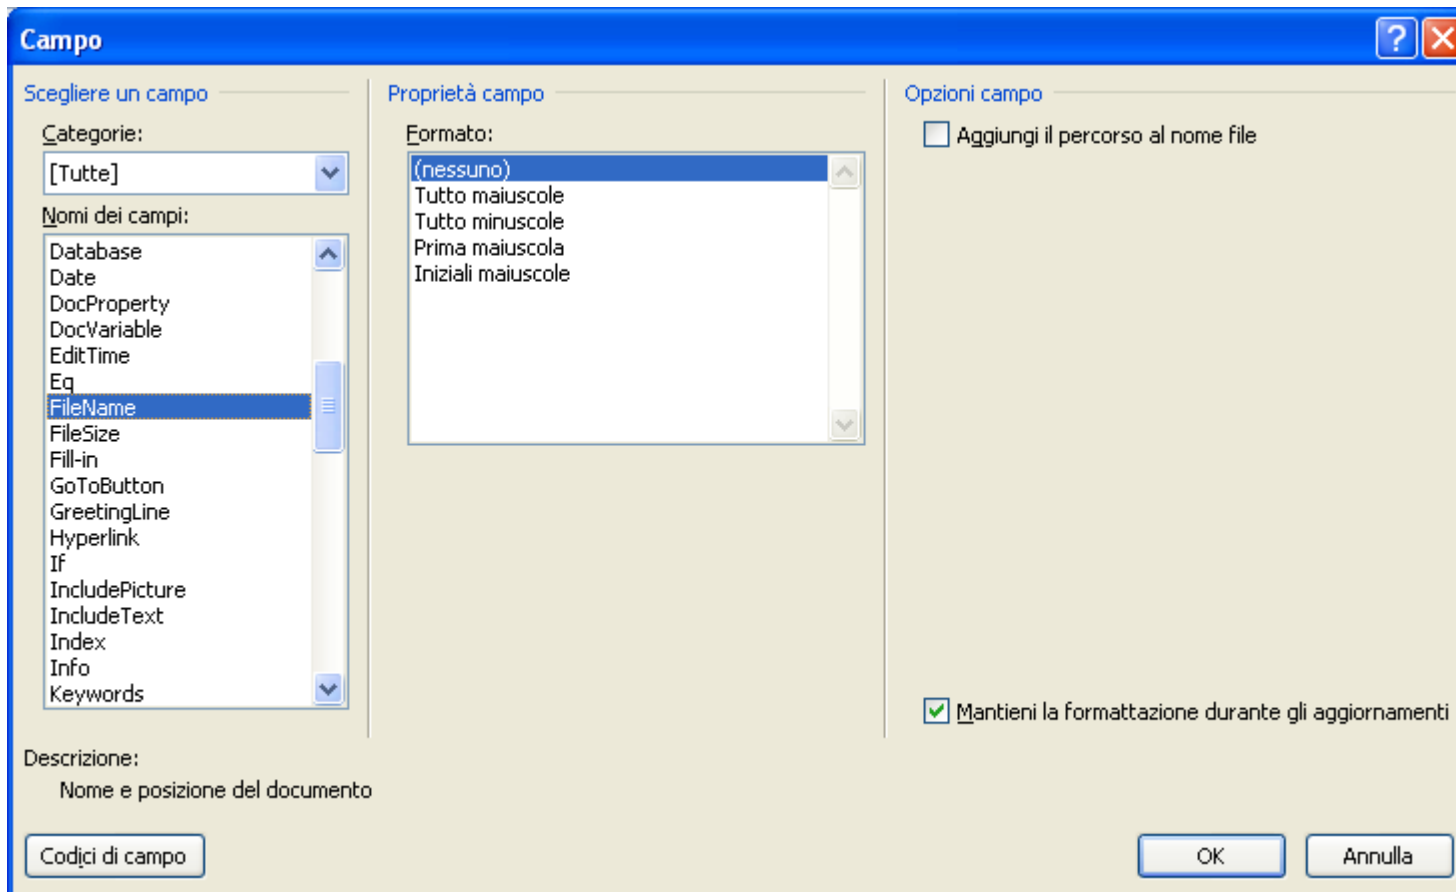 Campo
Scegliere un campo
Categorie:
[Tutte]
Nomi dei campi:
Database
Date
DocProperty
DocVariable
EditTime
Eq
FileName
FileSize
Fill-in
GoToButton
GreetingLine
Hyperlink
If
IncludePicture
IncludeText
Index
Info
Keywords
Proprietà campo
Formato:
(nessuno)
Tutto maiuscole
Tutto minuscole
Prima maiuscola
Iniziali maiuscole
Opzioni campo
Aggiungi il percorso al nome file
Mantieni la formattazione durante gli aggiornamenti
Descrizione:
Nome e posizione del documento
Codici di campo
OK
Annulla